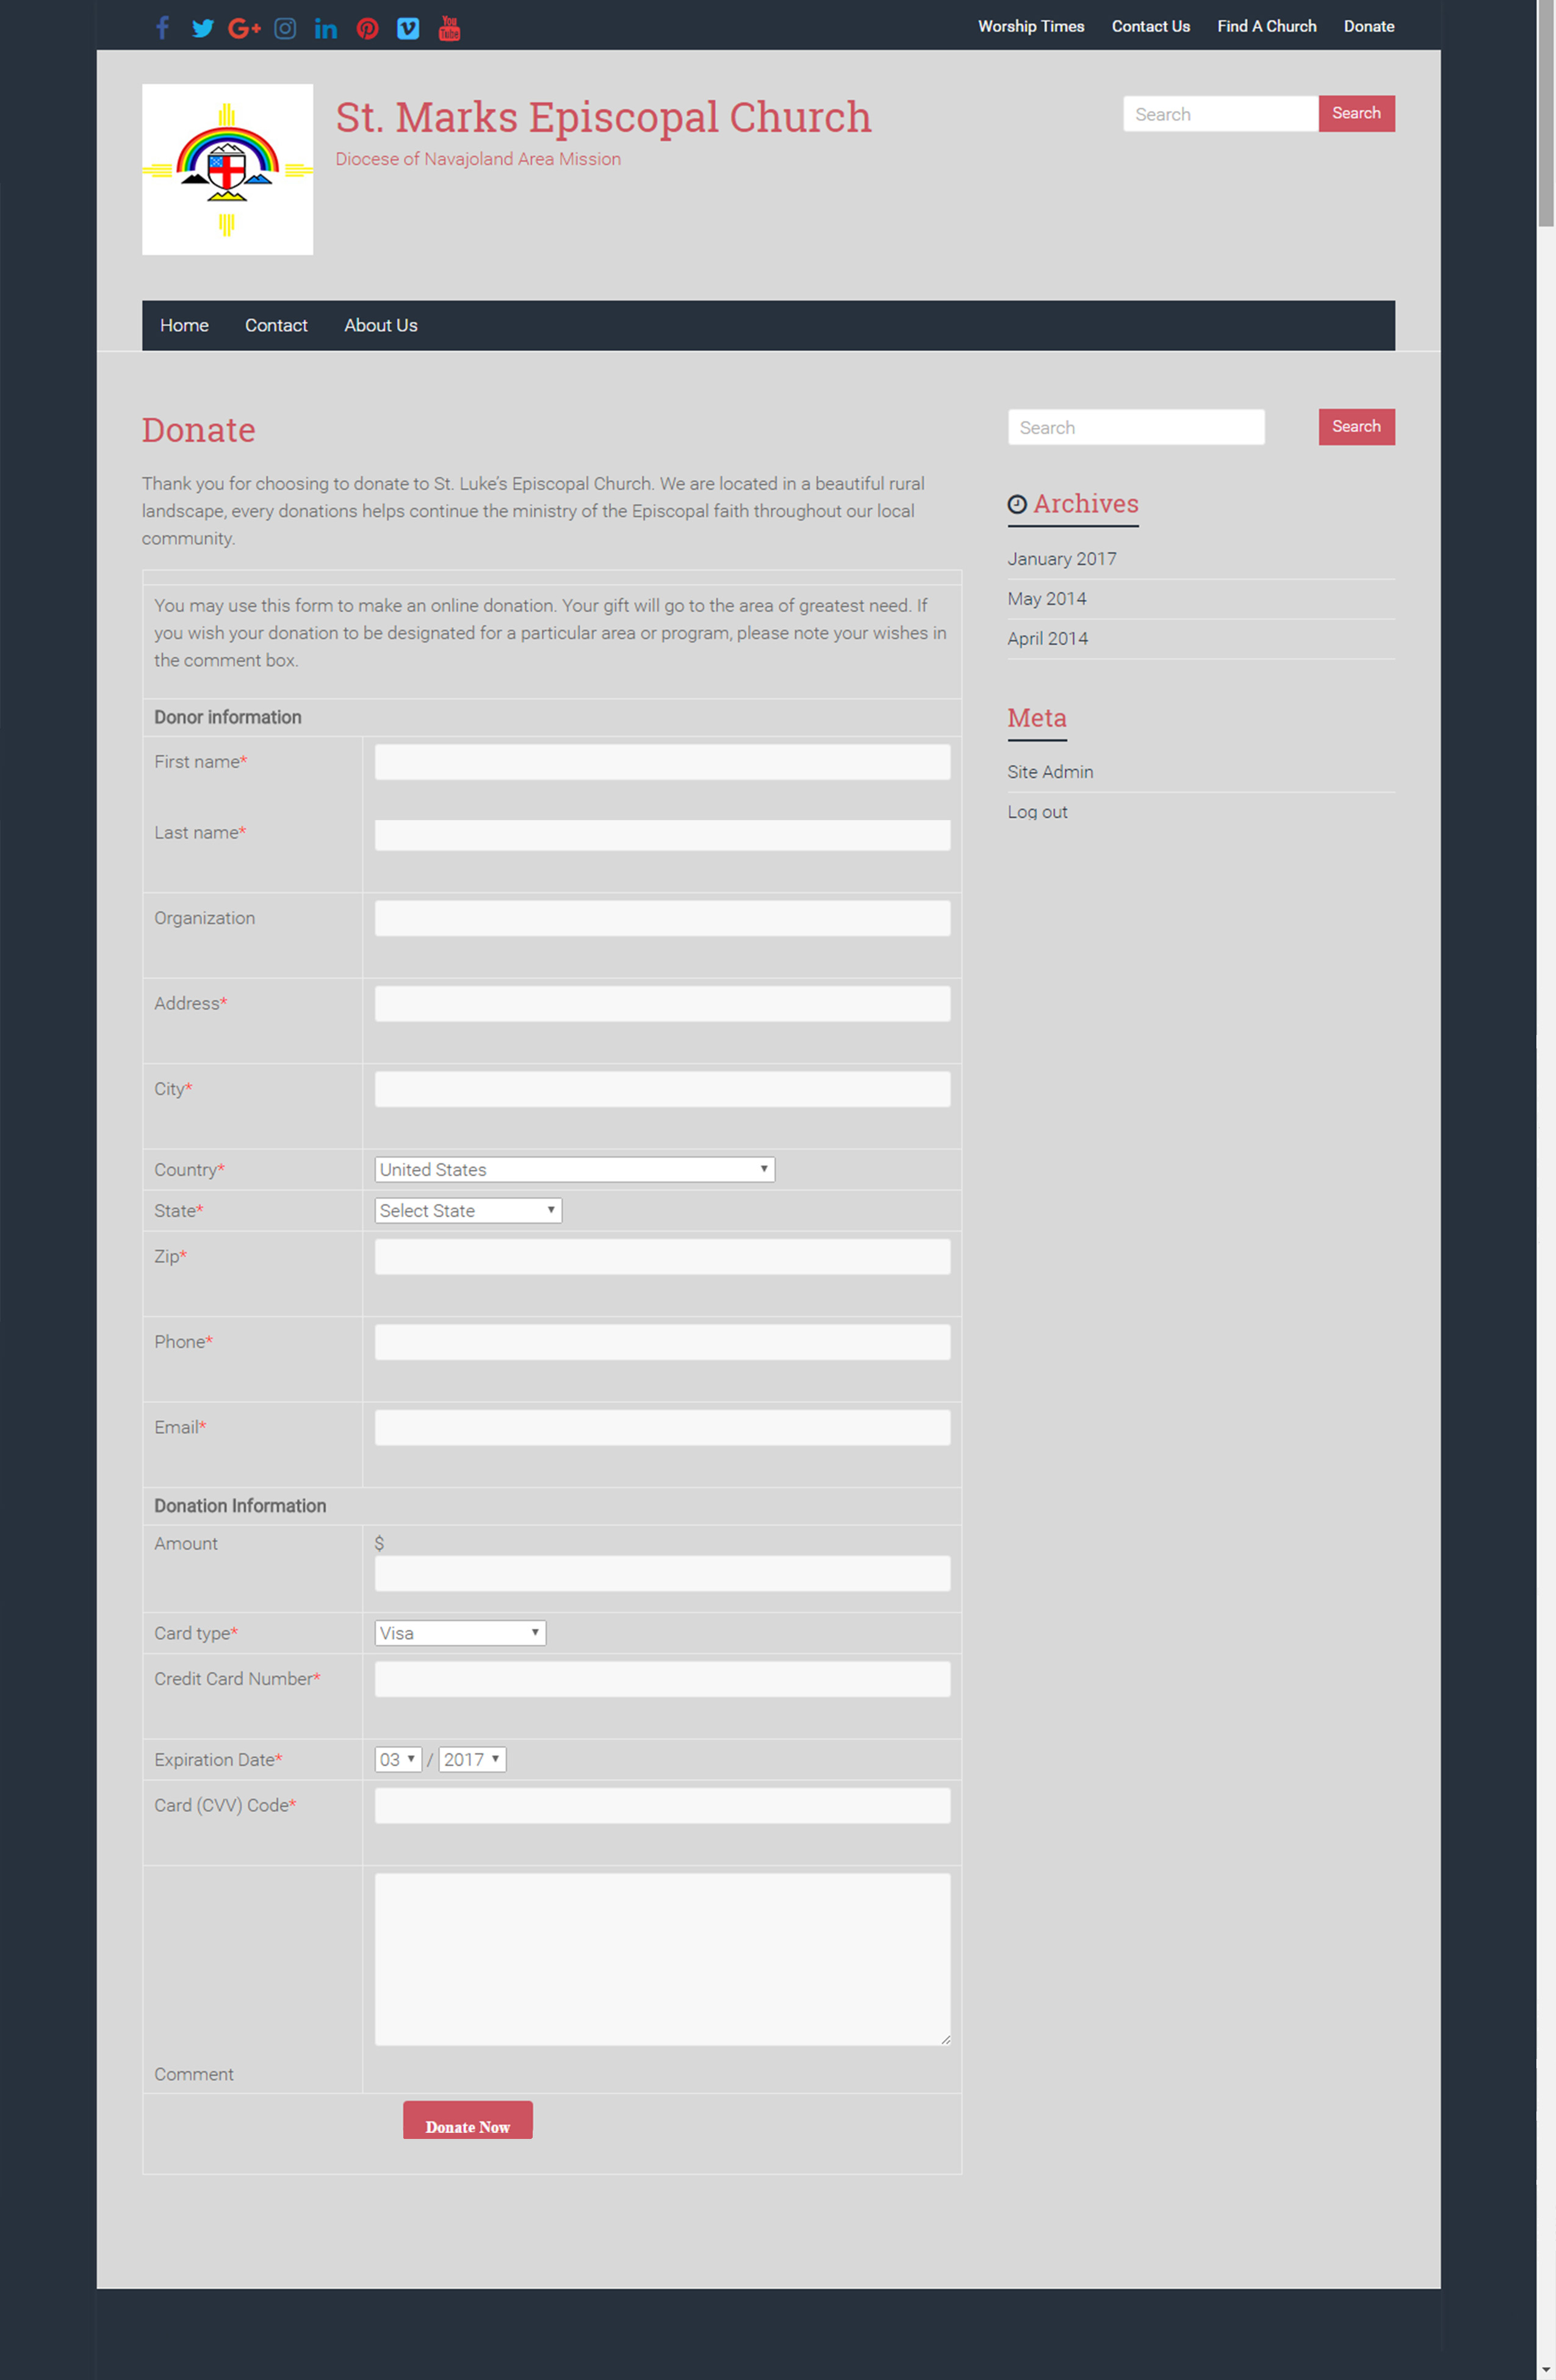 You Tube
Worship Times Contact Us Find A Church Donate
St. Marks Episcopal Church
Diocese of Navajoland Area Mission
Search Search
Home Contact About Us
Donate
Thank you for choosing to donate to St. Luke's Episcopal Church. We are located in a beautiful rural
landscape, every donations helps continue the ministry of the Episcopal faith throughout our local
community.
You may use this form to make an online donation. Your gift will go to the area of greatest need. If
you wish your donation to be designated for a particular area or program, please note your wishes in
the comment box.
Donor information
First name*
Last name*
Organization
Address*
City*
Country* United States
State* Select State
Zip*
Phone*
Email*
Donation Information
Amount $
Card type* Visa
Credit Card Number*
Expiration Date* 03 / 2017
Card (CVV) Code*
Comment
Donate Now
Search Search
Archives
January 2017
May 2014
April 2014
Meta
Site Admin
Log out